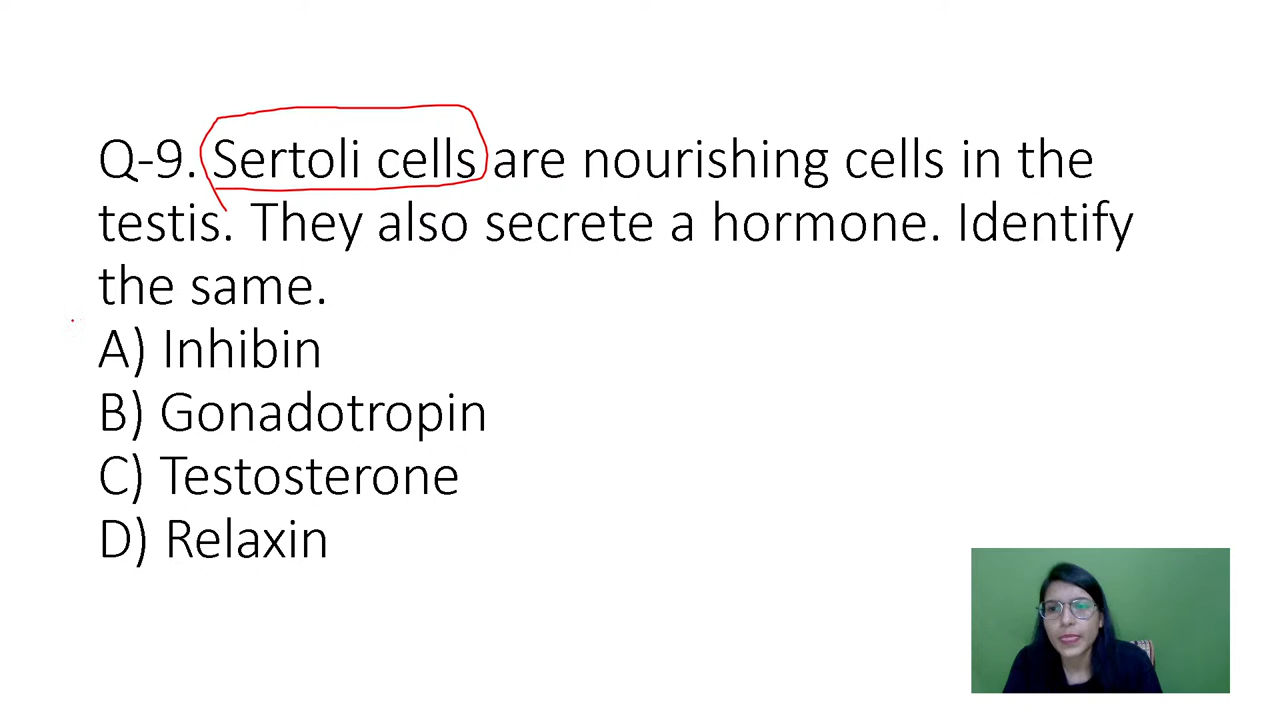 Q-9. Sertoli cells are nourishing cells in the
testis. They also secrete a hormone. Identify
the same.
A) Inhibin
B) Gonadotropin
C) Testosterone
D) Relaxin